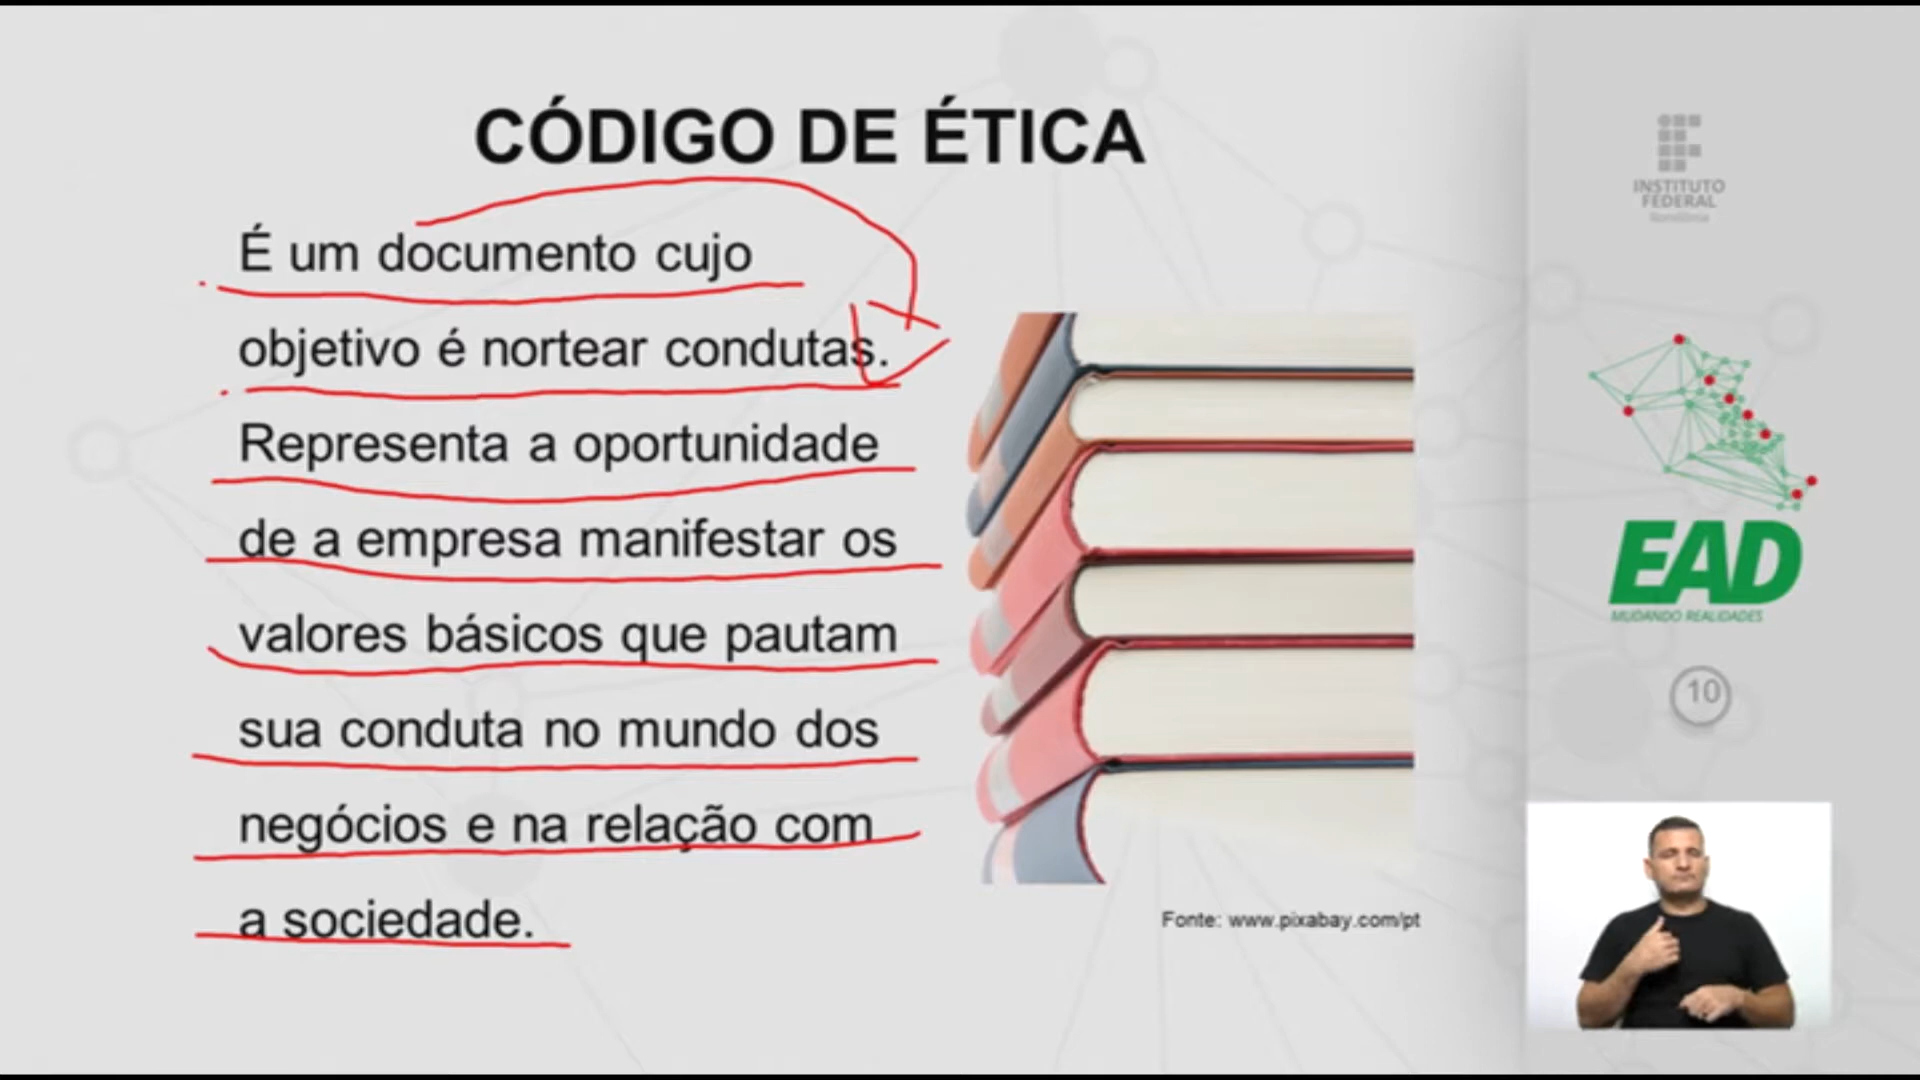 CÓDIGO DE ÉTICA
É um documento cujo
objetivo é nortear condutas.
Representa a oportunidade
de a empresa manifestar os
valores básicos que pautam
sua conduta no mundo dos
negócios e na relação com
a sociedade.
Fonte: www.pixabay.com/pt
INSTITUTO
FEDERAL
Rondônia
EAD
MUDANDO REALIDADES
10